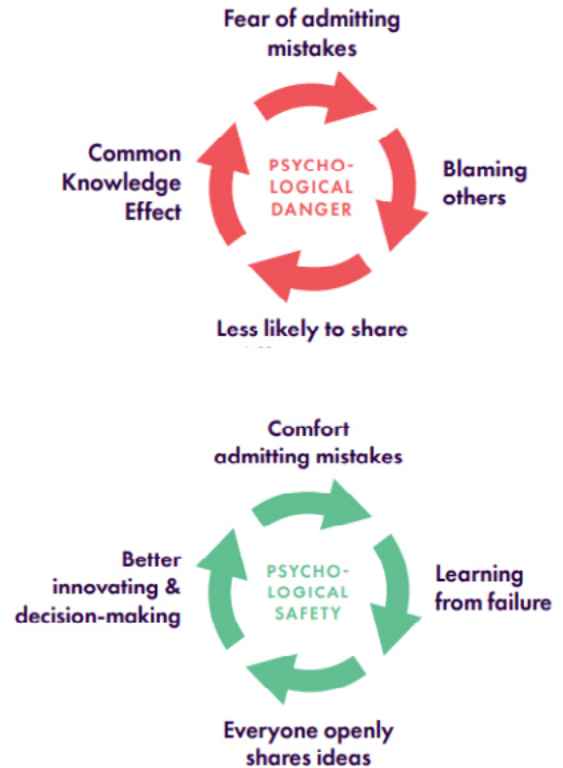 Fear of admitting
mistakes
Common
Knowledge
Effect
PSYCHO-
LOGICAL
DANGER
Blaming
others
Less likely to share
Comfort
admitting mistakes
Better
innovating &
decision-making
PSYCHO-
LOGICAL
SAFETY
Learning
from failure
Everyone openly
shares ideas